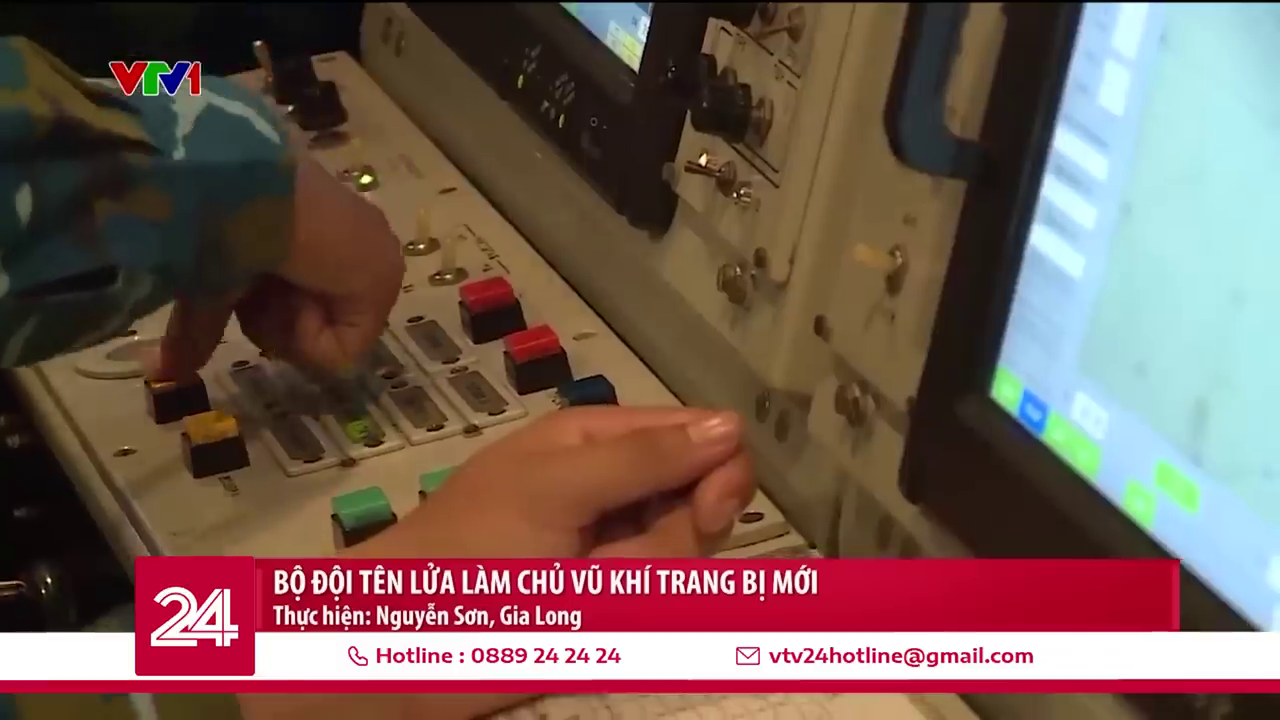 VTV1
BỘ ĐỘI TÊN LỬA LÀM CHỦ VŨ KHÍ TRANG BỊ MỚI
Thực hiện: Nguyễn Sơn, Gia Long
24
Hotline : 0889 24 24 24
vtv24hotline@gmail.com